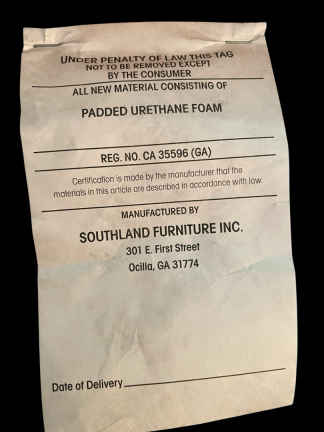 UNDER PENALTY OF LAW THIS TAG
NOT TO BE REMOVED EXCEPT
BY THE CONSUMER
ALL NEW MATERIAL CONSISTING OF
PADDED URETHANE FOAM
REG. NO. CA 35596 (GA)
Certification is made by the manufacturer that the
materials in this article are described in accordance with law.
MANUFACTURED BY
SOUTHLAND FURNITURE INC.
301 E. First Street
Ocilla, GA 31774
Date of Delivery